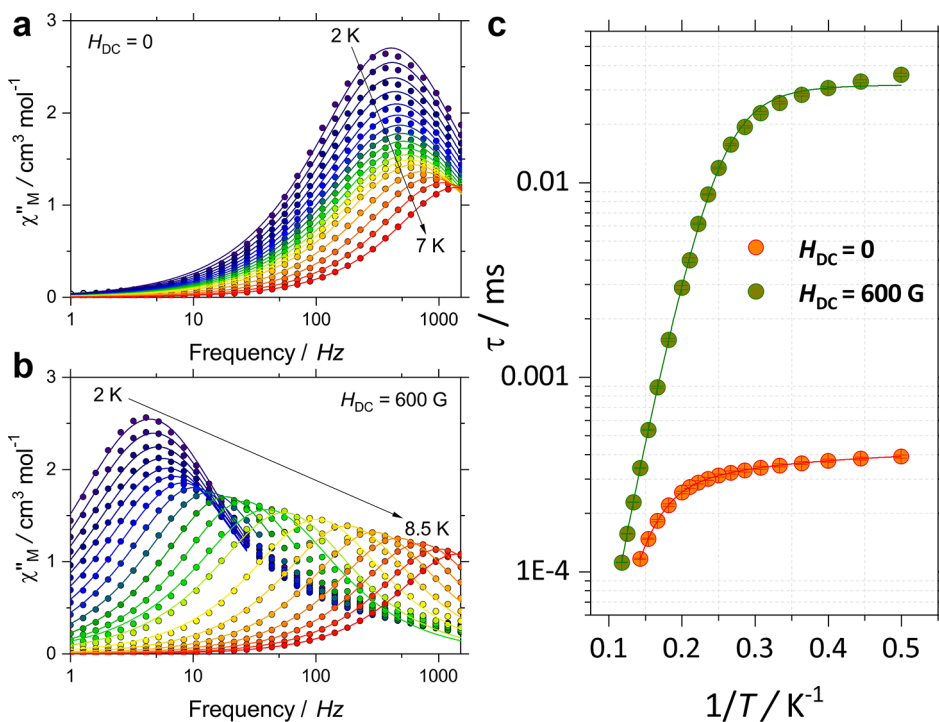 a
H_DC = 0
2 K
7 K
3
2
1
0
χ"_M / cm³ mol⁻¹
1 10 100 1000
Frequency / Hz
b
2 K
H_DC = 600 G
8.5 K
3
2
1
0
χ"_M / cm³ mol⁻¹
1 10 100 1000
Frequency / Hz
c
0.01
0.001
1E-4
τ / ms
H_DC = 0
H_DC = 600 G
0.1 0.2 0.3 0.4 0.5
1/T / K⁻¹